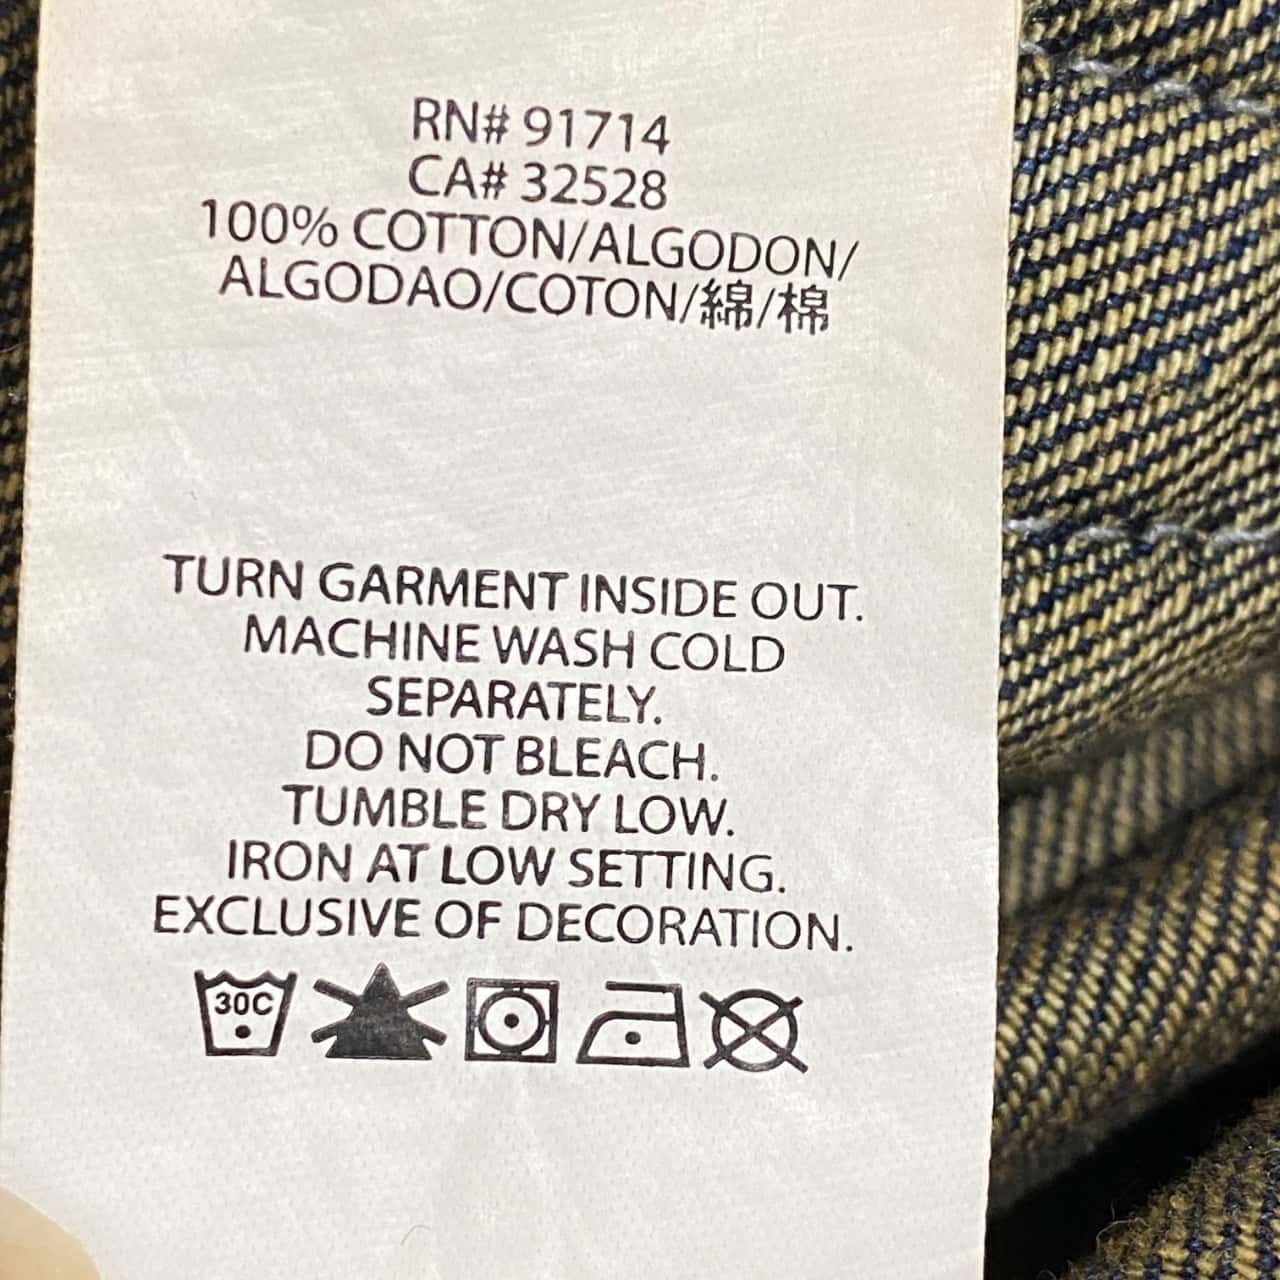 RN# 91714
CA# 32528
100% COTTON/ALGODON/
ALGODAO/COTON/綿/棉
TURN GARMENT INSIDE OUT.
MACHINE WASH COLD
SEPARATELY.
DO NOT BLEACH.
TUMBLE DRY LOW.
IRON AT LOW SETTING.
EXCLUSIVE OF DECORATION.
30C